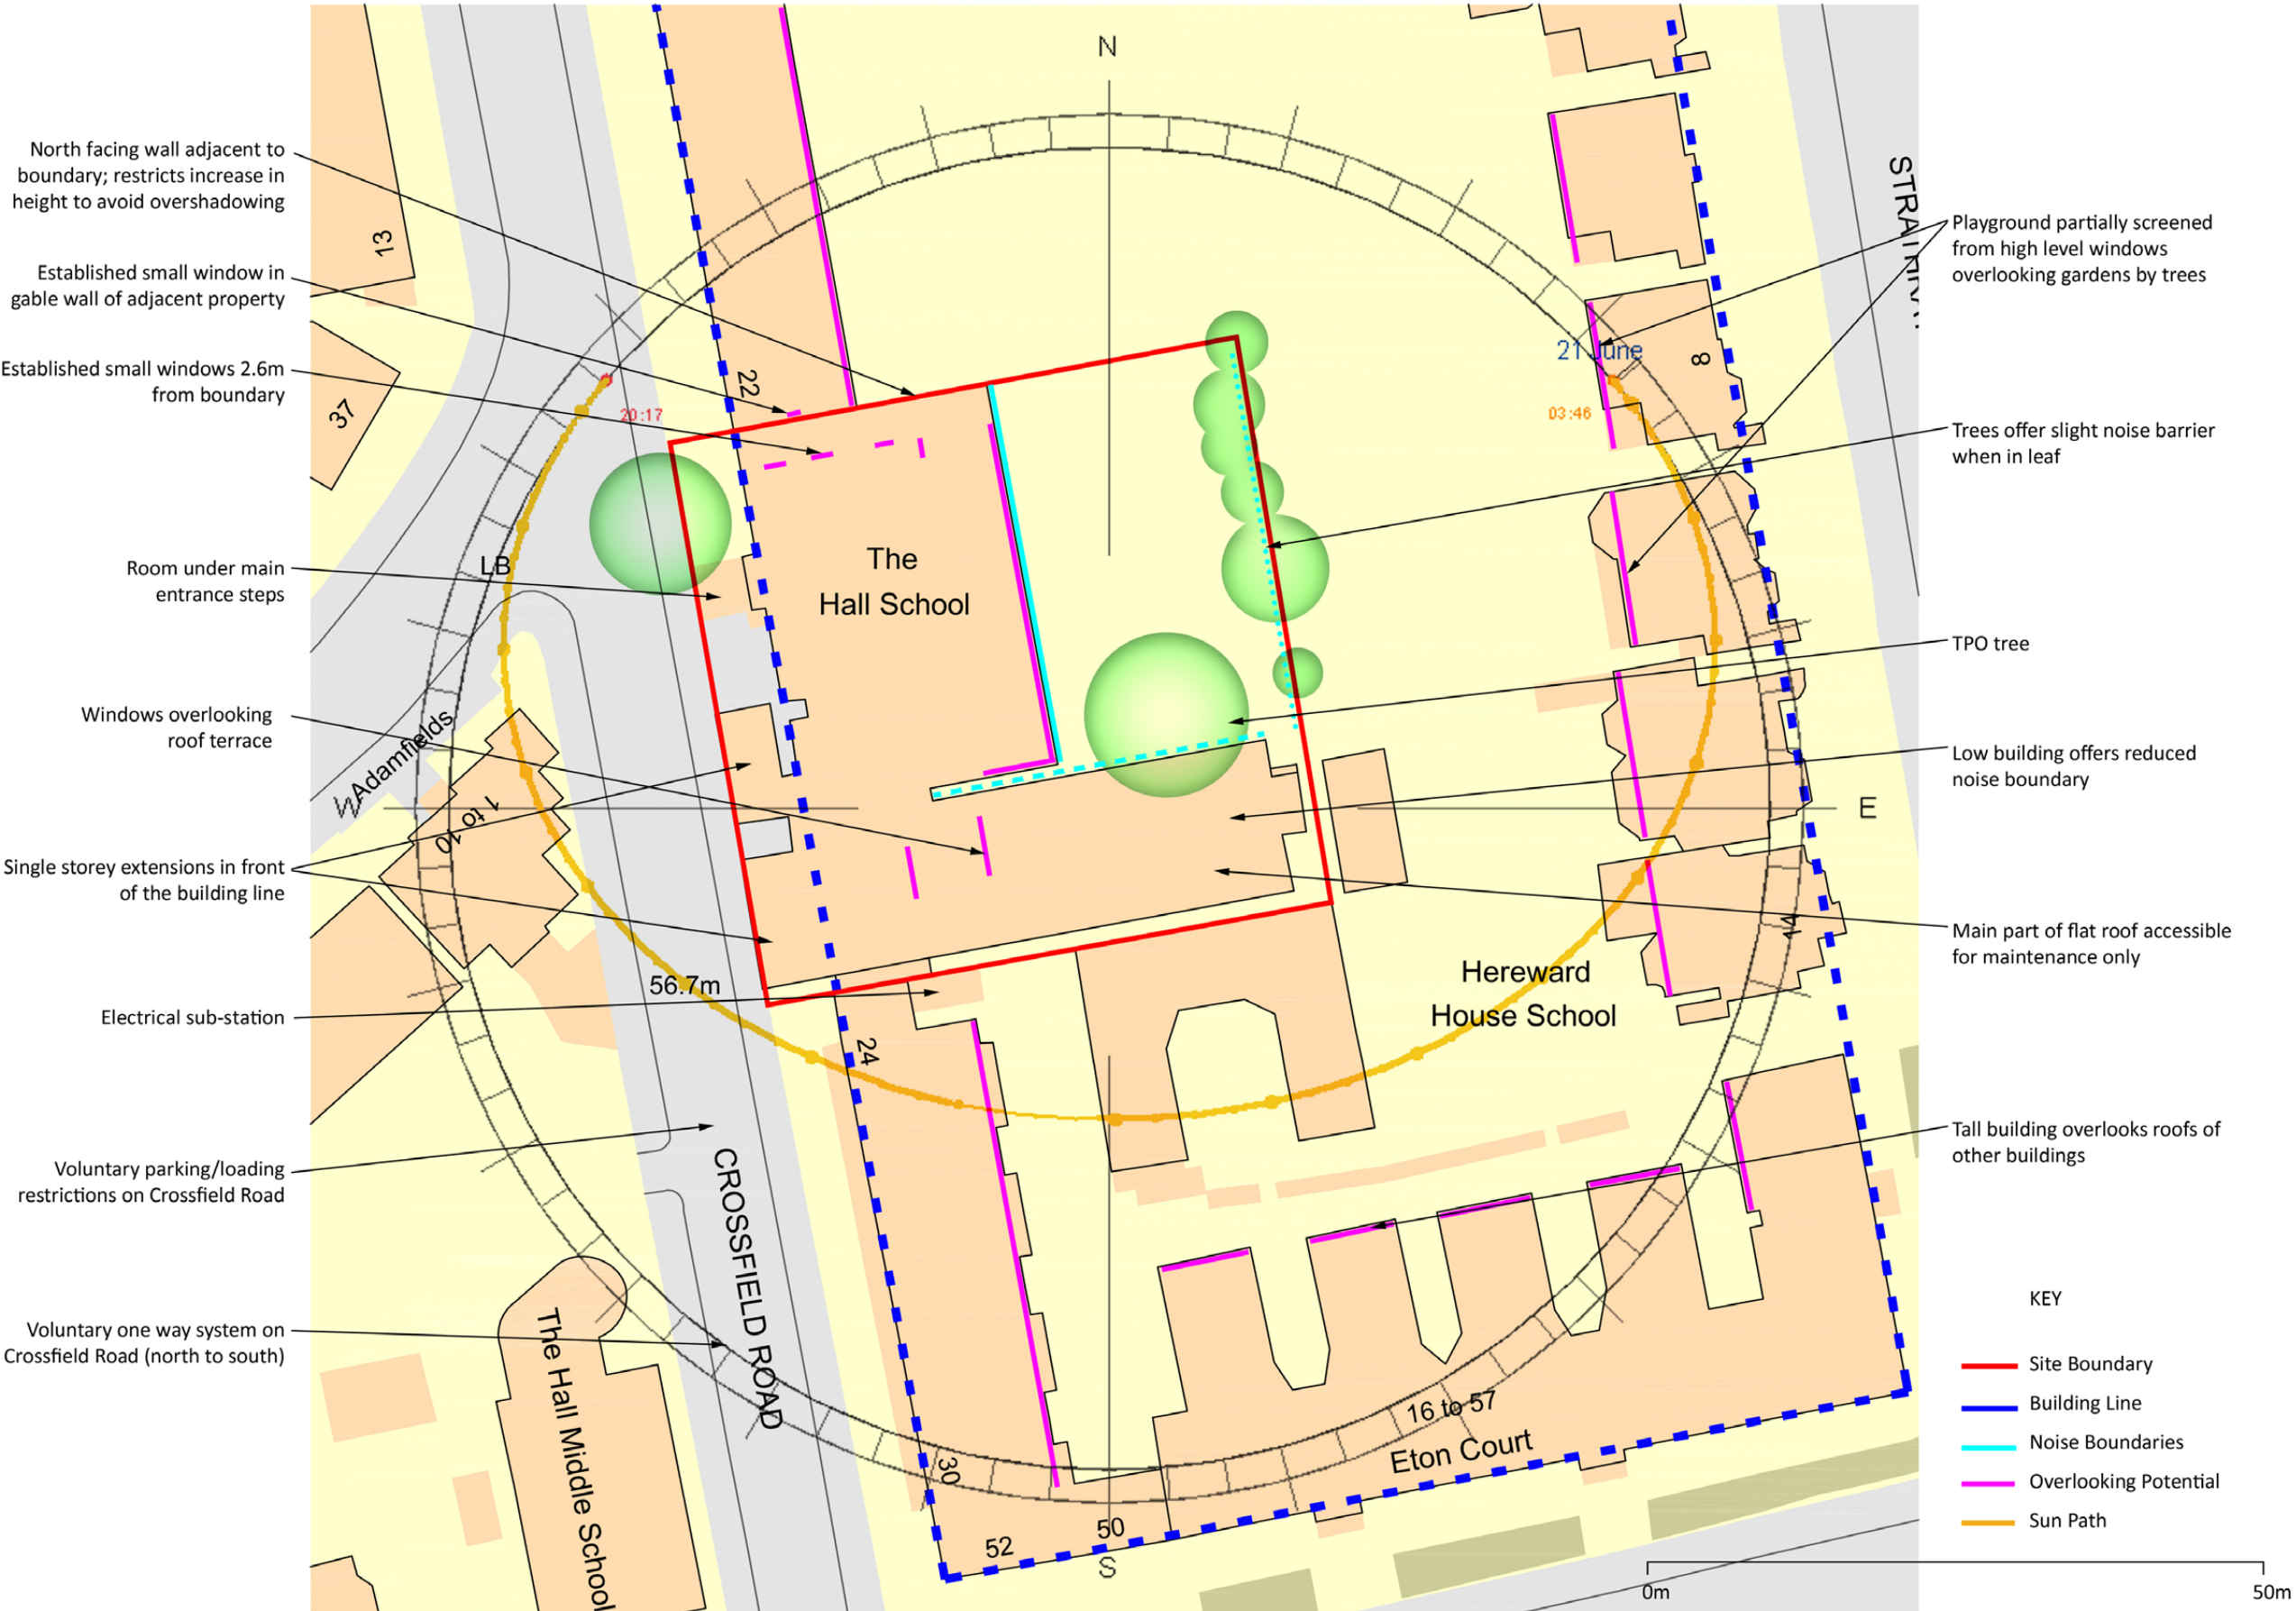 N
North facing wall adjacent to
boundary; restricts increase in
height to avoid overshadowing
Established small window in
gable wall of adjacent property
Established small windows 2.6m
from boundary
Room under main
entrance steps
Windows overlooking
roof terrace
Single storey extensions in front
of the building line
Electrical sub-station
Voluntary parking/loading
restrictions on Crossfield Road
Voluntary one way system on
Crossfield Road (north to south)
13
37
22
20:17
LB
Adamfields
W
1 to 10
The
Hall School
56.7m
24
CROSSFIELD ROAD
The Hall Middle School
30
52
50
S
16 to 57
Eton Court
Hereward
House School
21 June
03:46
8
14
E
Playground partially screened
from high level windows
overlooking gardens by trees
Trees offer slight noise barrier
when in leaf
TPO tree
Low building offers reduced
noise boundary
Main part of flat roof accessible
for maintenance only
Tall building overlooks roofs of
other buildings
KEY
Site Boundary
Building Line
Noise Boundaries
Overlooking Potential
Sun Path
0m
50m